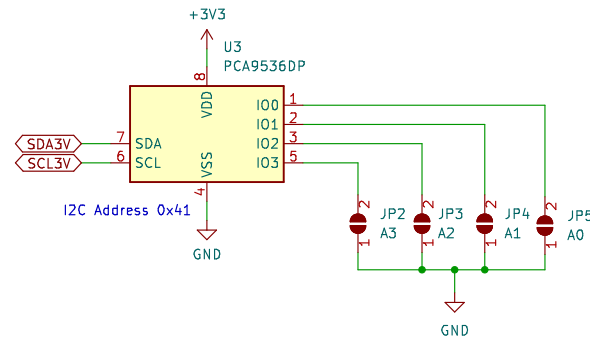 +3V3
U3
PCA9536DP
8
VDD
IO0 1
IO1 2
SDA3V 7 SDA IO2 3
SCL3V 6 SCL IO3 5
VSS
4
I2C Address 0x41
GND
2 2 2 2
JP2 JP3 JP4 JP5
A3 A2 A1 A0
1 1 1 1
GND